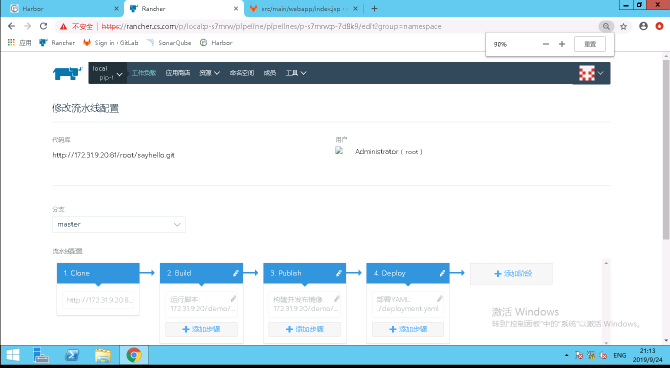 Harbor
Rancher
src/main/webapp/index.jsp
不安全
https://rancher.cs.com/p/local:p-s7mrw/pipeline/pipelines/p-s7mrw:p-7d8k9/edit?group=namespace
应用
Rancher
Sign in · GitLab
SonarQube
Harbor
90%
重置
local
工作负载
应用商店
资源
命名空间
成员
工具
修改流水线配置
代码库
用户
http://172.31.9.20:81/root/sayhello.git
Administrator ( root )
分支
master
流水线配置
1. Clone
2. Build
3. Publish
4. Deploy
添加阶段
http://172.31.9.20:8...
运行脚本:
172.31.9.20/demo/...
构建并发布镜像
172.31.9.20/demo/...
部署YAML
./deployment.yaml
添加步骤
添加步骤
添加步骤
激活 Windows
转到"控制面板"中的"系统"以激活 Windows。
ENG
21:13
2019/9/24